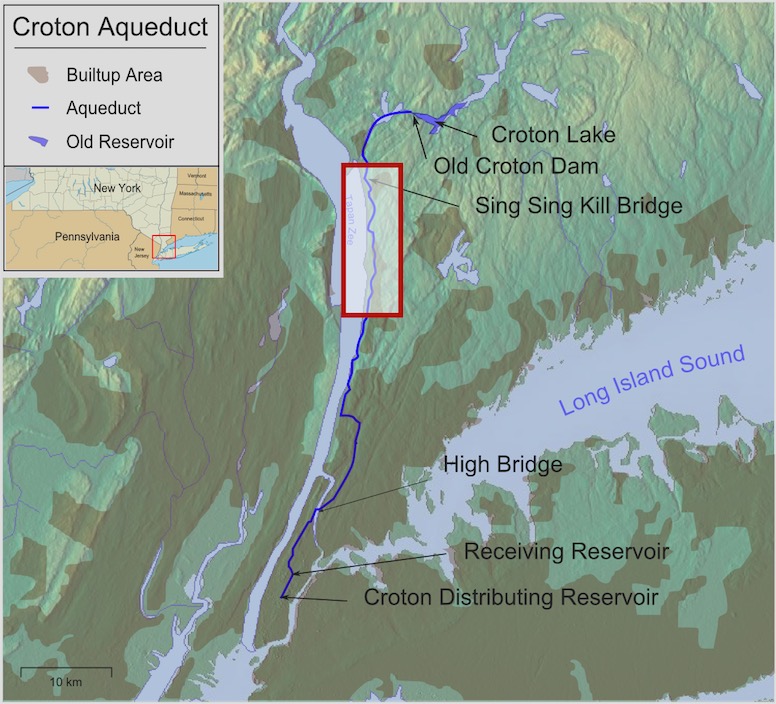 Croton Aqueduct
Builtup Area
Aqueduct
Old Reservoir
New York
Vermont
Massachusetts
Connecticut
Pennsylvania
New
Jersey
Croton Lake
Old Croton Dam
Sing Sing Kill Bridge
Tapan Zee
Long Island Sound
High Bridge
Receiving Reservoir
Croton Distributing Reservoir
10 km